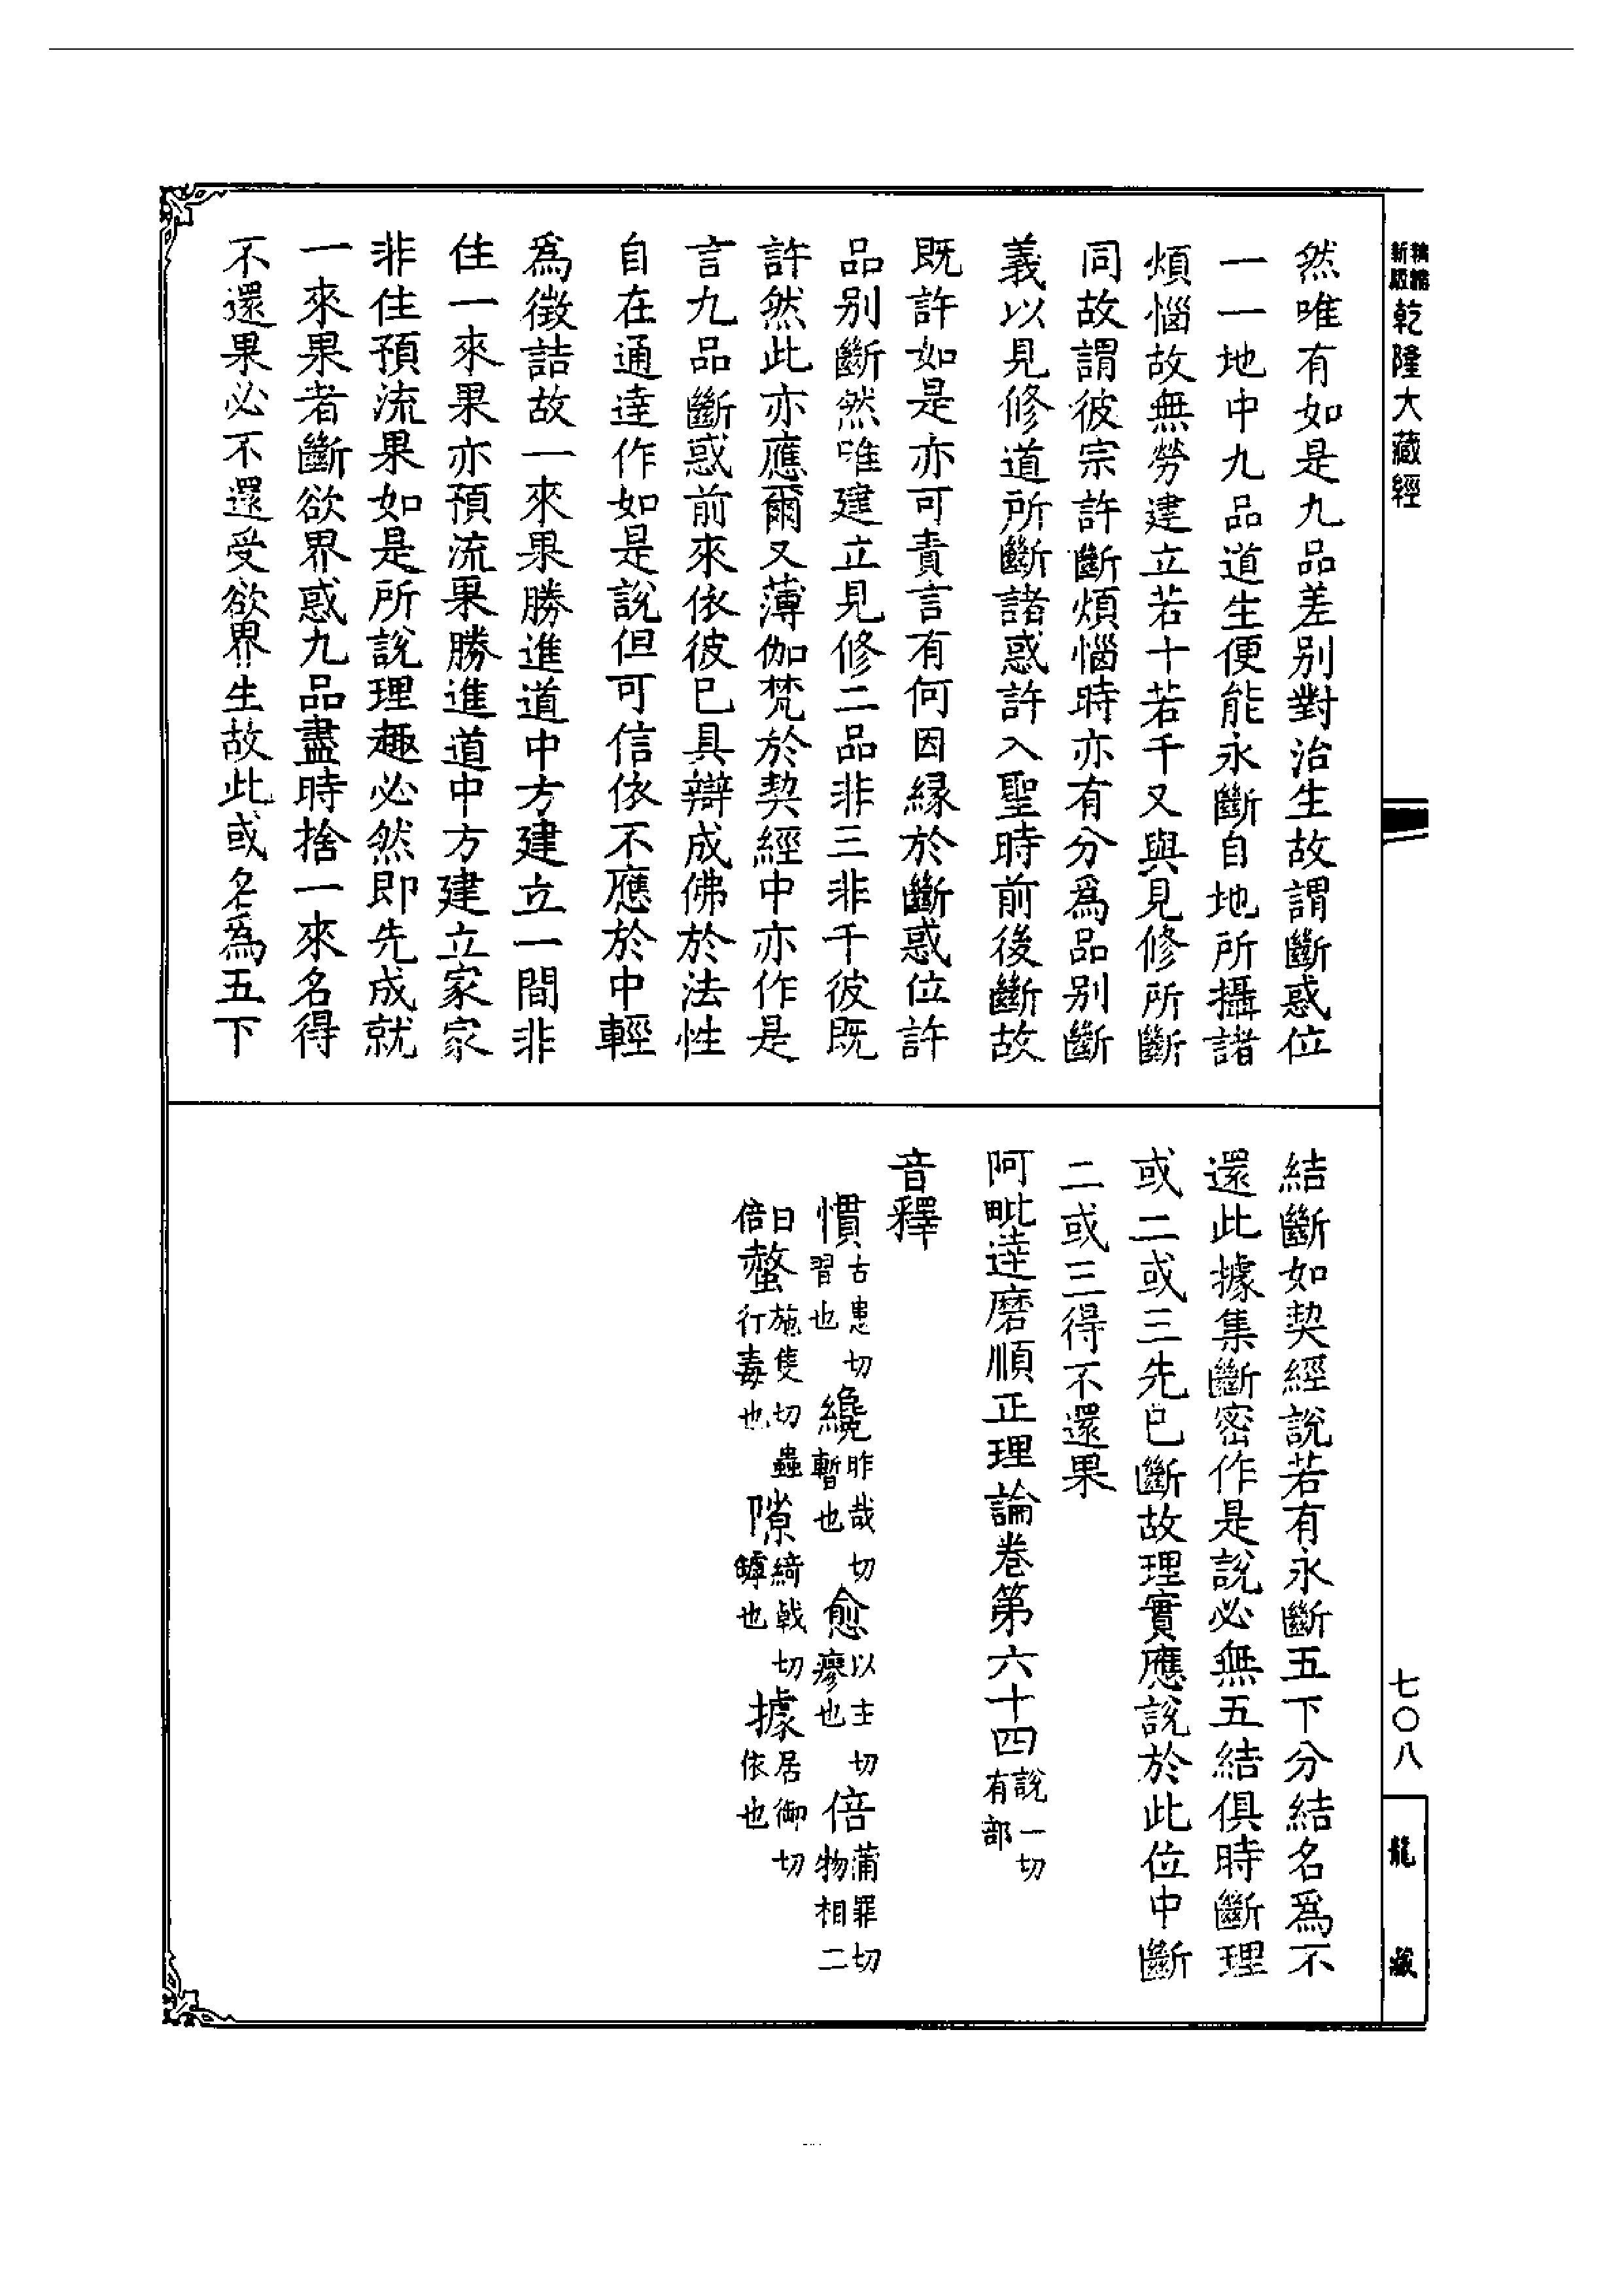 精編新版
乾隆大藏經
然唯有如是九品差別對治生故謂斷惑位
一一地中九品道生便能永斷自地所攝諸
煩惱故無勞建立若十若千又與見修所斷
同故謂彼宗許斷煩惱時亦有分為品別斷
義以見修道所斷諸惑許入聖時前後斷故
既許如是亦可責言有何因緣於斷惑位許
品別斷然唯建立見修二品非三非千彼既
許然此亦應爾又薄伽梵於契經中亦作是
言九品斷惑前來依彼已具辯成佛於法性
自在通達作如是說但可信依不應於中輕
為徵詰故一來果勝進道中方建立一間非
住一來果亦預流果勝進道中方建立家家
非住預流果如是所說理趣必然即先成就
一來果者斷欲界惑九品盡時捨一來名得
不還果必不還受欲界生故此或名為五下
結斷如契經說若有永斷五下分結名為不
還此據集斷密作是說必無五結俱時斷理
或二或三先已斷故理實應說於此位中斷
二或三得不還果
阿毗達磨順正理論卷第六十四 說一切有部
音釋
慣 古患切習也 纔 昨哉切暫也 愈 以主切瘳也 倍 蒲罪切物相二
曰倍 螫 施隻切蟲行毒也 隙 綺戟切罅也 據 居御切依也
七〇八
龍藏